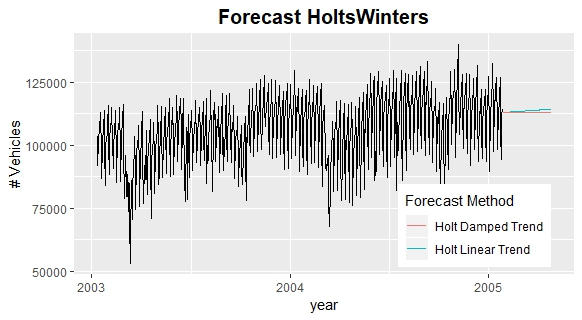 Forecast HoltsWinters
# Vehicles
125000
100000
75000
50000
Forecast Method
Holt Damped Trend
Holt Linear Trend
2003
2004
2005
year